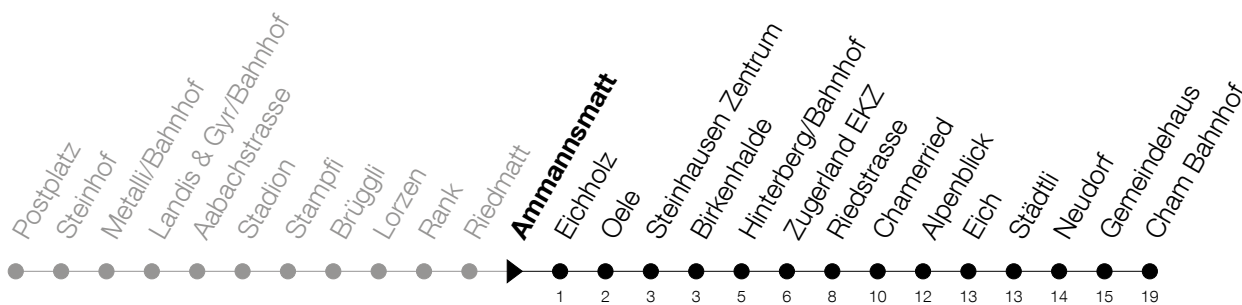 Postplatz
Steinhof
Metalli/Bahnhof
Landis & Gyr/Bahnhof
Aabachstrasse
Stadion
Stampfi
Brüggli
Lorzen
Rank
Riedmatt
Ammannsmatt
Eichholz
Oele
Steinhausen Zentrum
Birkenhalde
Hinterberg/Bahnhof
Zugerland EKZ
Riedstrasse
Chamerried
Alpenblick
Eich
Städtli
Neudorf
Gemeindehaus
Cham Bahnhof
1 2 3 3 5 6 8 10 12 13 13 14 15 19